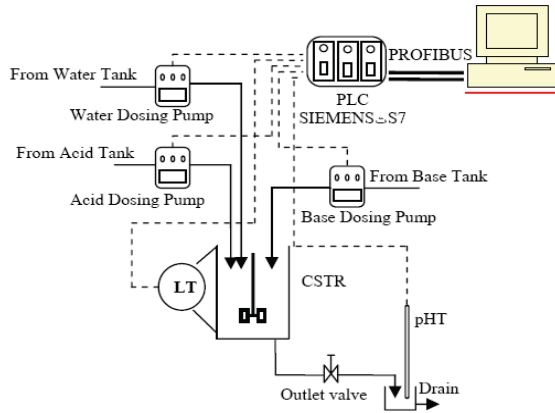 From Water Tank
Water Dosing Pump
From Acid Tank
Acid Dosing Pump
PROFIBUS
PLC
SIEMENS-S7
From Base Tank
Base Dosing Pump
LT
CSTR
pHT
Outlet valve
Drain